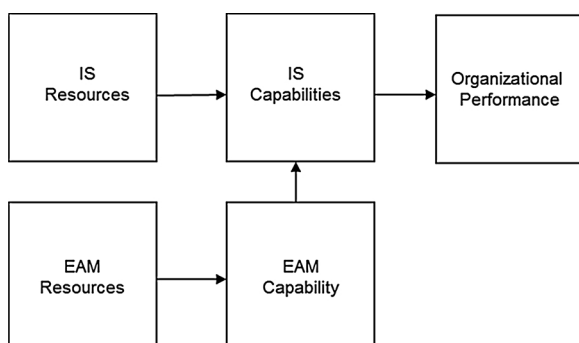 IS
Resources
IS
Capabilities
Organizational
Performance
EAM
Resources
EAM
Capability